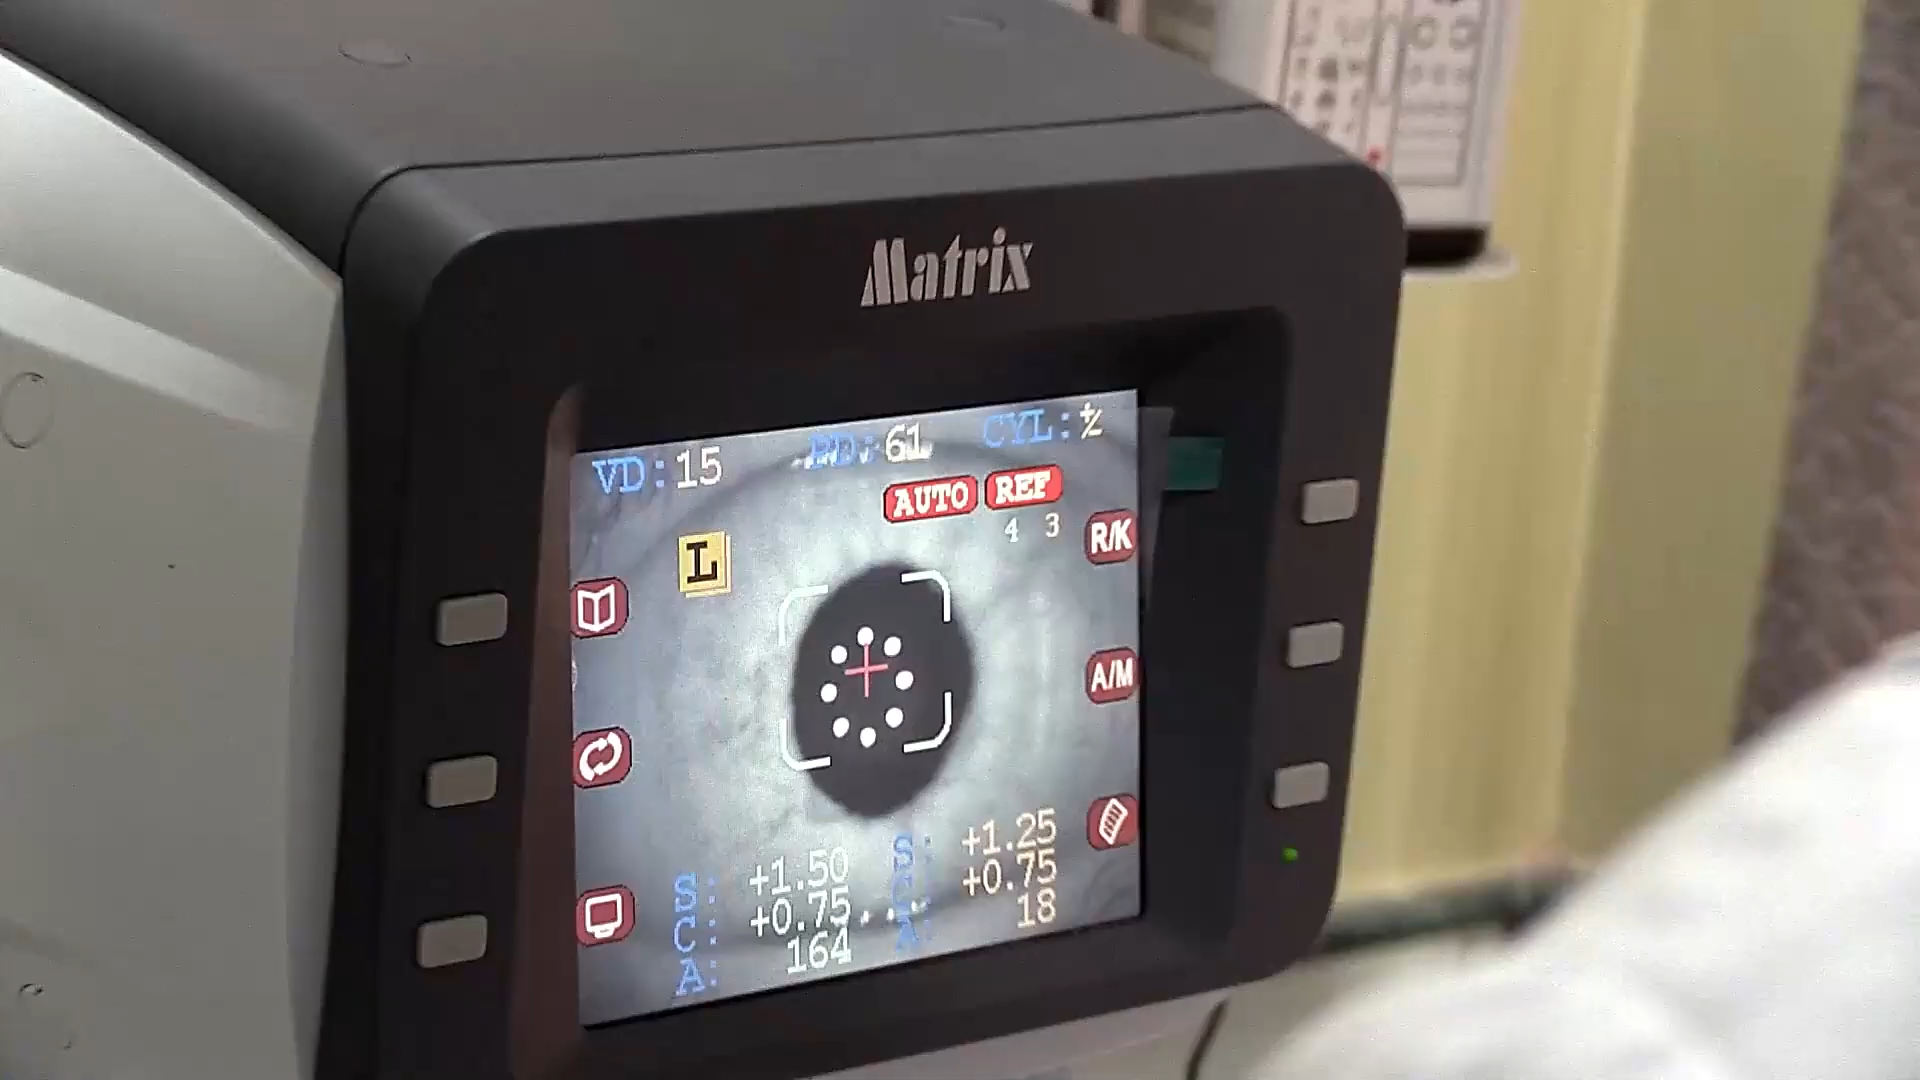 Matrix
VD:15 PD:61 CYL:±
AUTO REF
4 3
L
R/K
A/M
S: +1.50 S: +1.25
C: +0.75 C: +0.75
A: 164 A: 18